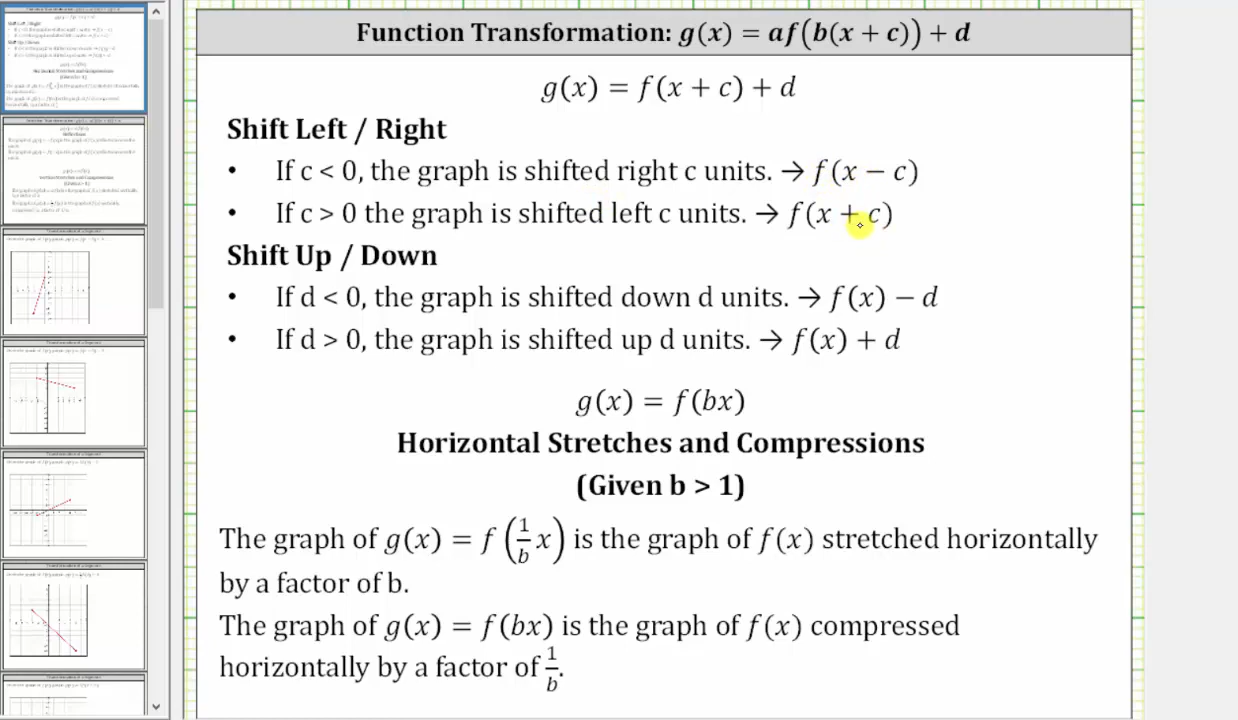 Function Transformation: g(x) = af(b(x + c)) + d
g(x) = f(x + c) + d
Shift Left / Right
• If c < 0, the graph is shifted right c units. → f(x − c)
• If c > 0 the graph is shifted left c units. → f(x + c)
Shift Up / Down
• If d < 0, the graph is shifted down d units. → f(x) − d
• If d > 0, the graph is shifted up d units. → f(x) + d
g(x) = f(bx)
Horizontal Stretches and Compressions
(Given b > 1)
The graph of g(x) = f(1/b x) is the graph of f(x) stretched horizontally
by a factor of b.
The graph of g(x) = f(bx) is the graph of f(x) compressed
horizontally by a factor of 1/b.